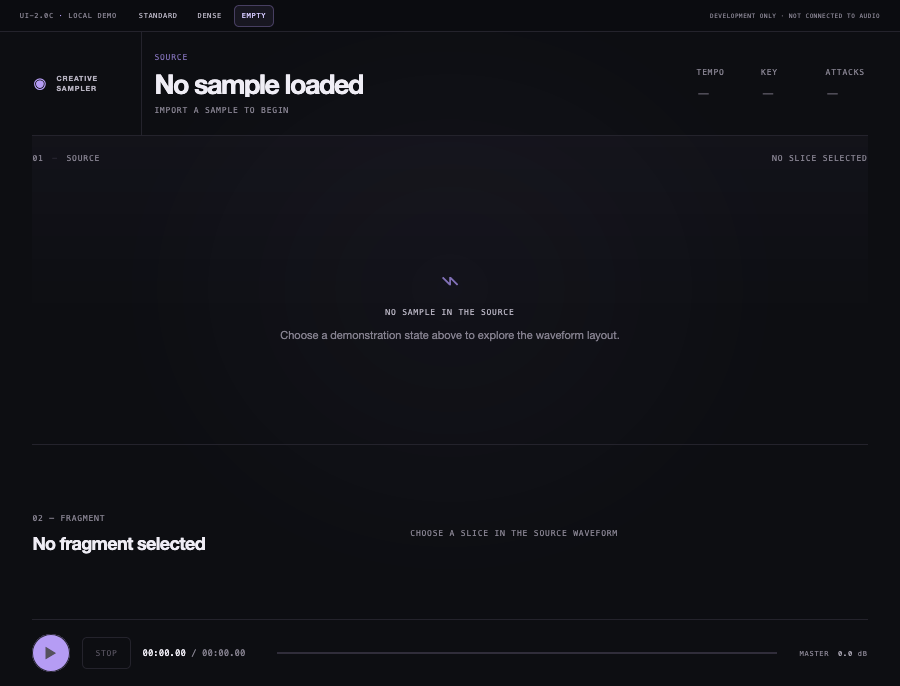 UI-2.0C · LOCAL DEMO STANDARD DENSE EMPTY DEVELOPMENT ONLY · NOT CONNECTED TO AUDIO
CREATIVE
SAMPLER
SOURCE
No sample loaded
IMPORT A SAMPLE TO BEGIN
TEMPO KEY ATTACKS
— — —
01 — SOURCE NO SLICE SELECTED
NO SAMPLE IN THE SOURCE
Choose a demonstration state above to explore the waveform layout.
02 — FRAGMENT
No fragment selected
CHOOSE A SLICE IN THE SOURCE WAVEFORM
STOP 00:00.00 / 00:00.00 MASTER 0.0 dB